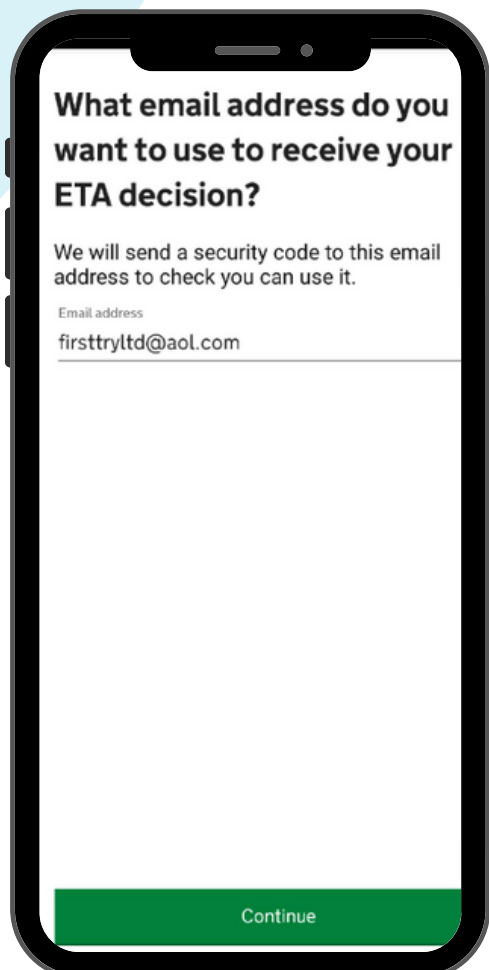 What email address do you
want to use to receive your
ETA decision?
We will send a security code to this email
address to check you can use it.
Email address
firsttryltd@aol.com
Continue